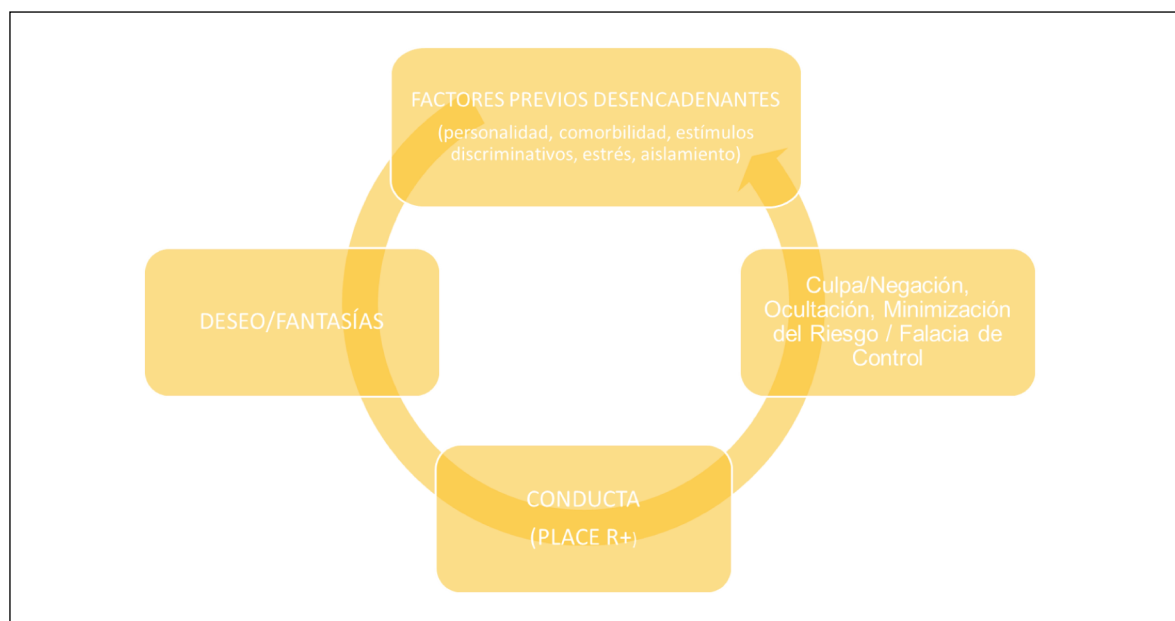 FACTORES PREVIOS DESENCADENANTES
(personalidad, comorbilidad, estímulos
discriminativos, estrés, aislamiento)
DESEO/FANTASÍAS
Culpa/Negación,
Ocultación, Minimización
del Riesgo / Falacia de
Control
CONDUCTA
(PLACE R+)